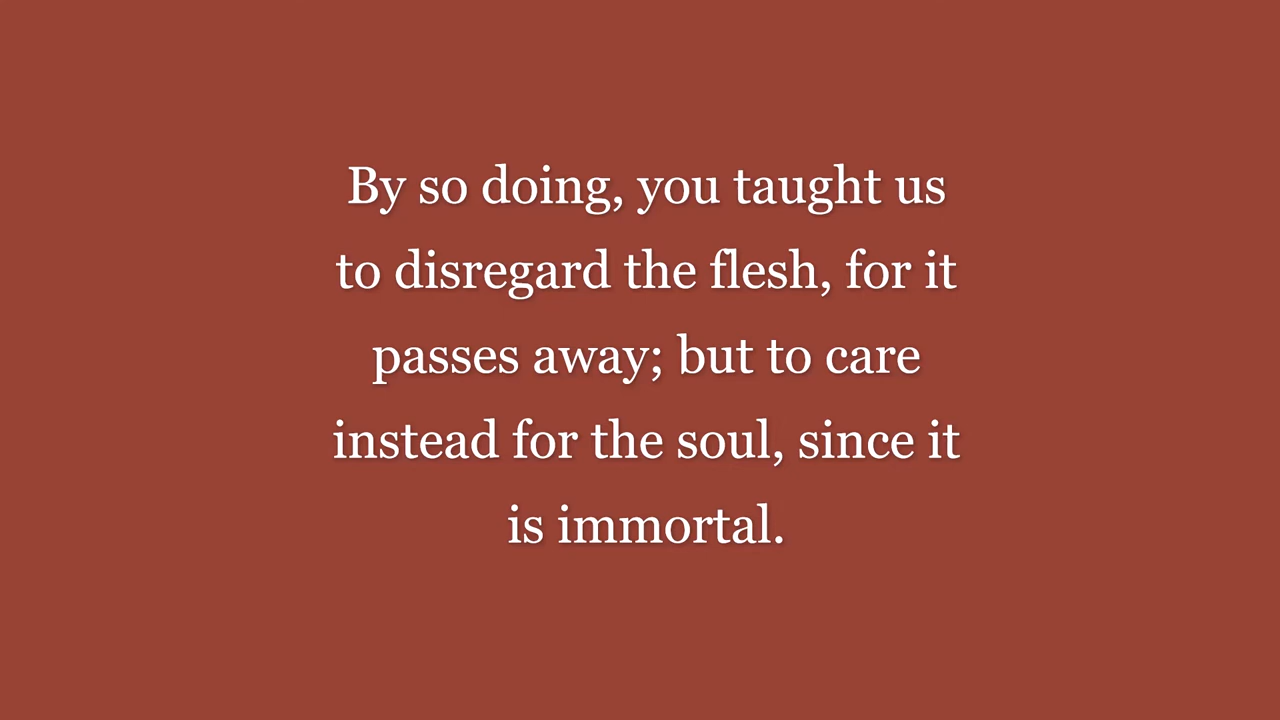 By so doing, you taught us
to disregard the flesh, for it
passes away; but to care
instead for the soul, since it
is immortal.